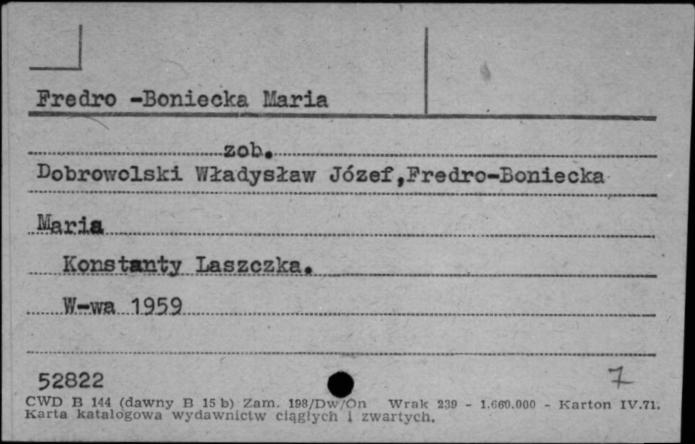 Fredro -Boniecka Maria
zob.
Dobrowolski Władysław Józef,Fredro-Boniecka
Maria
Konstanty Laszczka.
W-wa 1959
52822 7
CWD B 144 (dawny B 15 b) Zam. 198/Dw/On Wrak 239 - 1.660.000 - Karton IV.71.
Karta katalogowa wydawnictw ciągłych i zwartych.